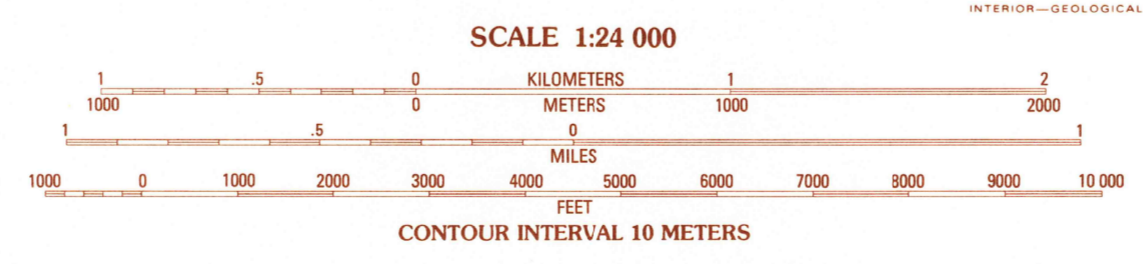 INTERIOR—GEOLOGICAL
SCALE 1:24 000
1 .5 0 KILOMETERS 1 2
1000 0 METERS 1000 2000
1 .5 0 1
MILES
1000 0 1000 2000 3000 4000 5000 6000 7000 8000 9000 10 000
FEET
CONTOUR INTERVAL 10 METERS